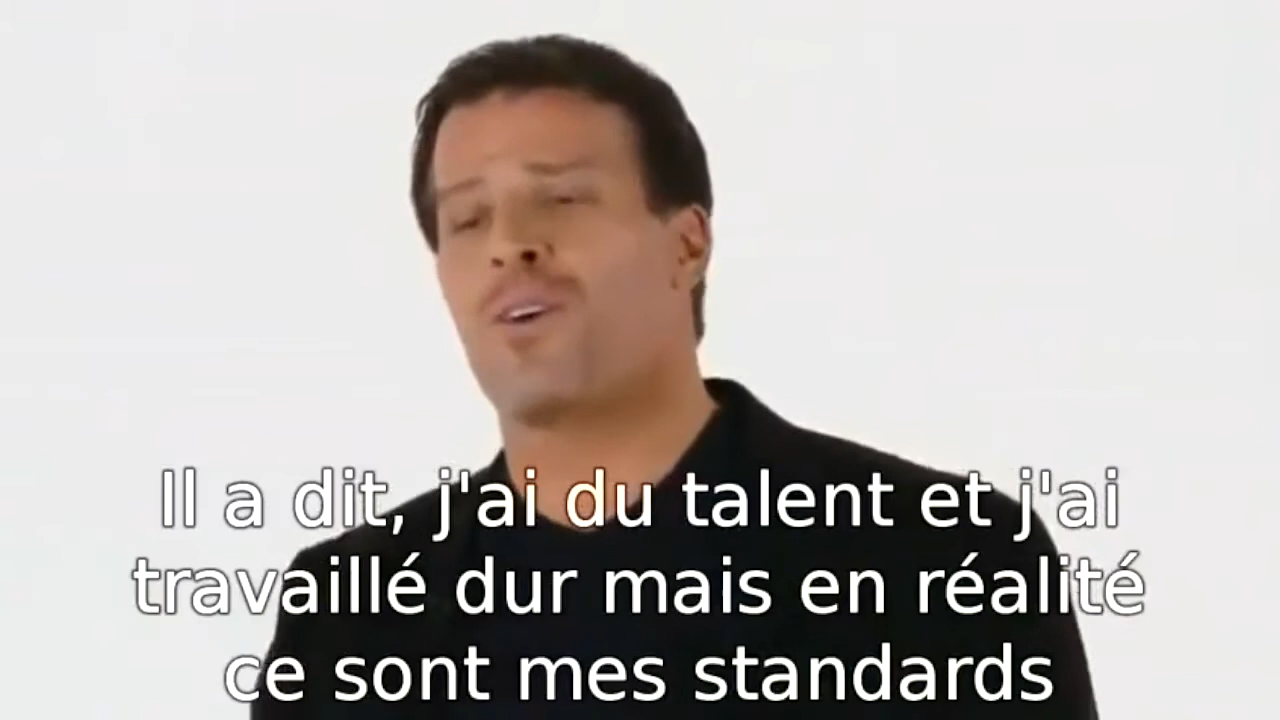 Il a dit, j'ai du talent et j'ai
travaillé dur mais en réalité
ce sont mes standards